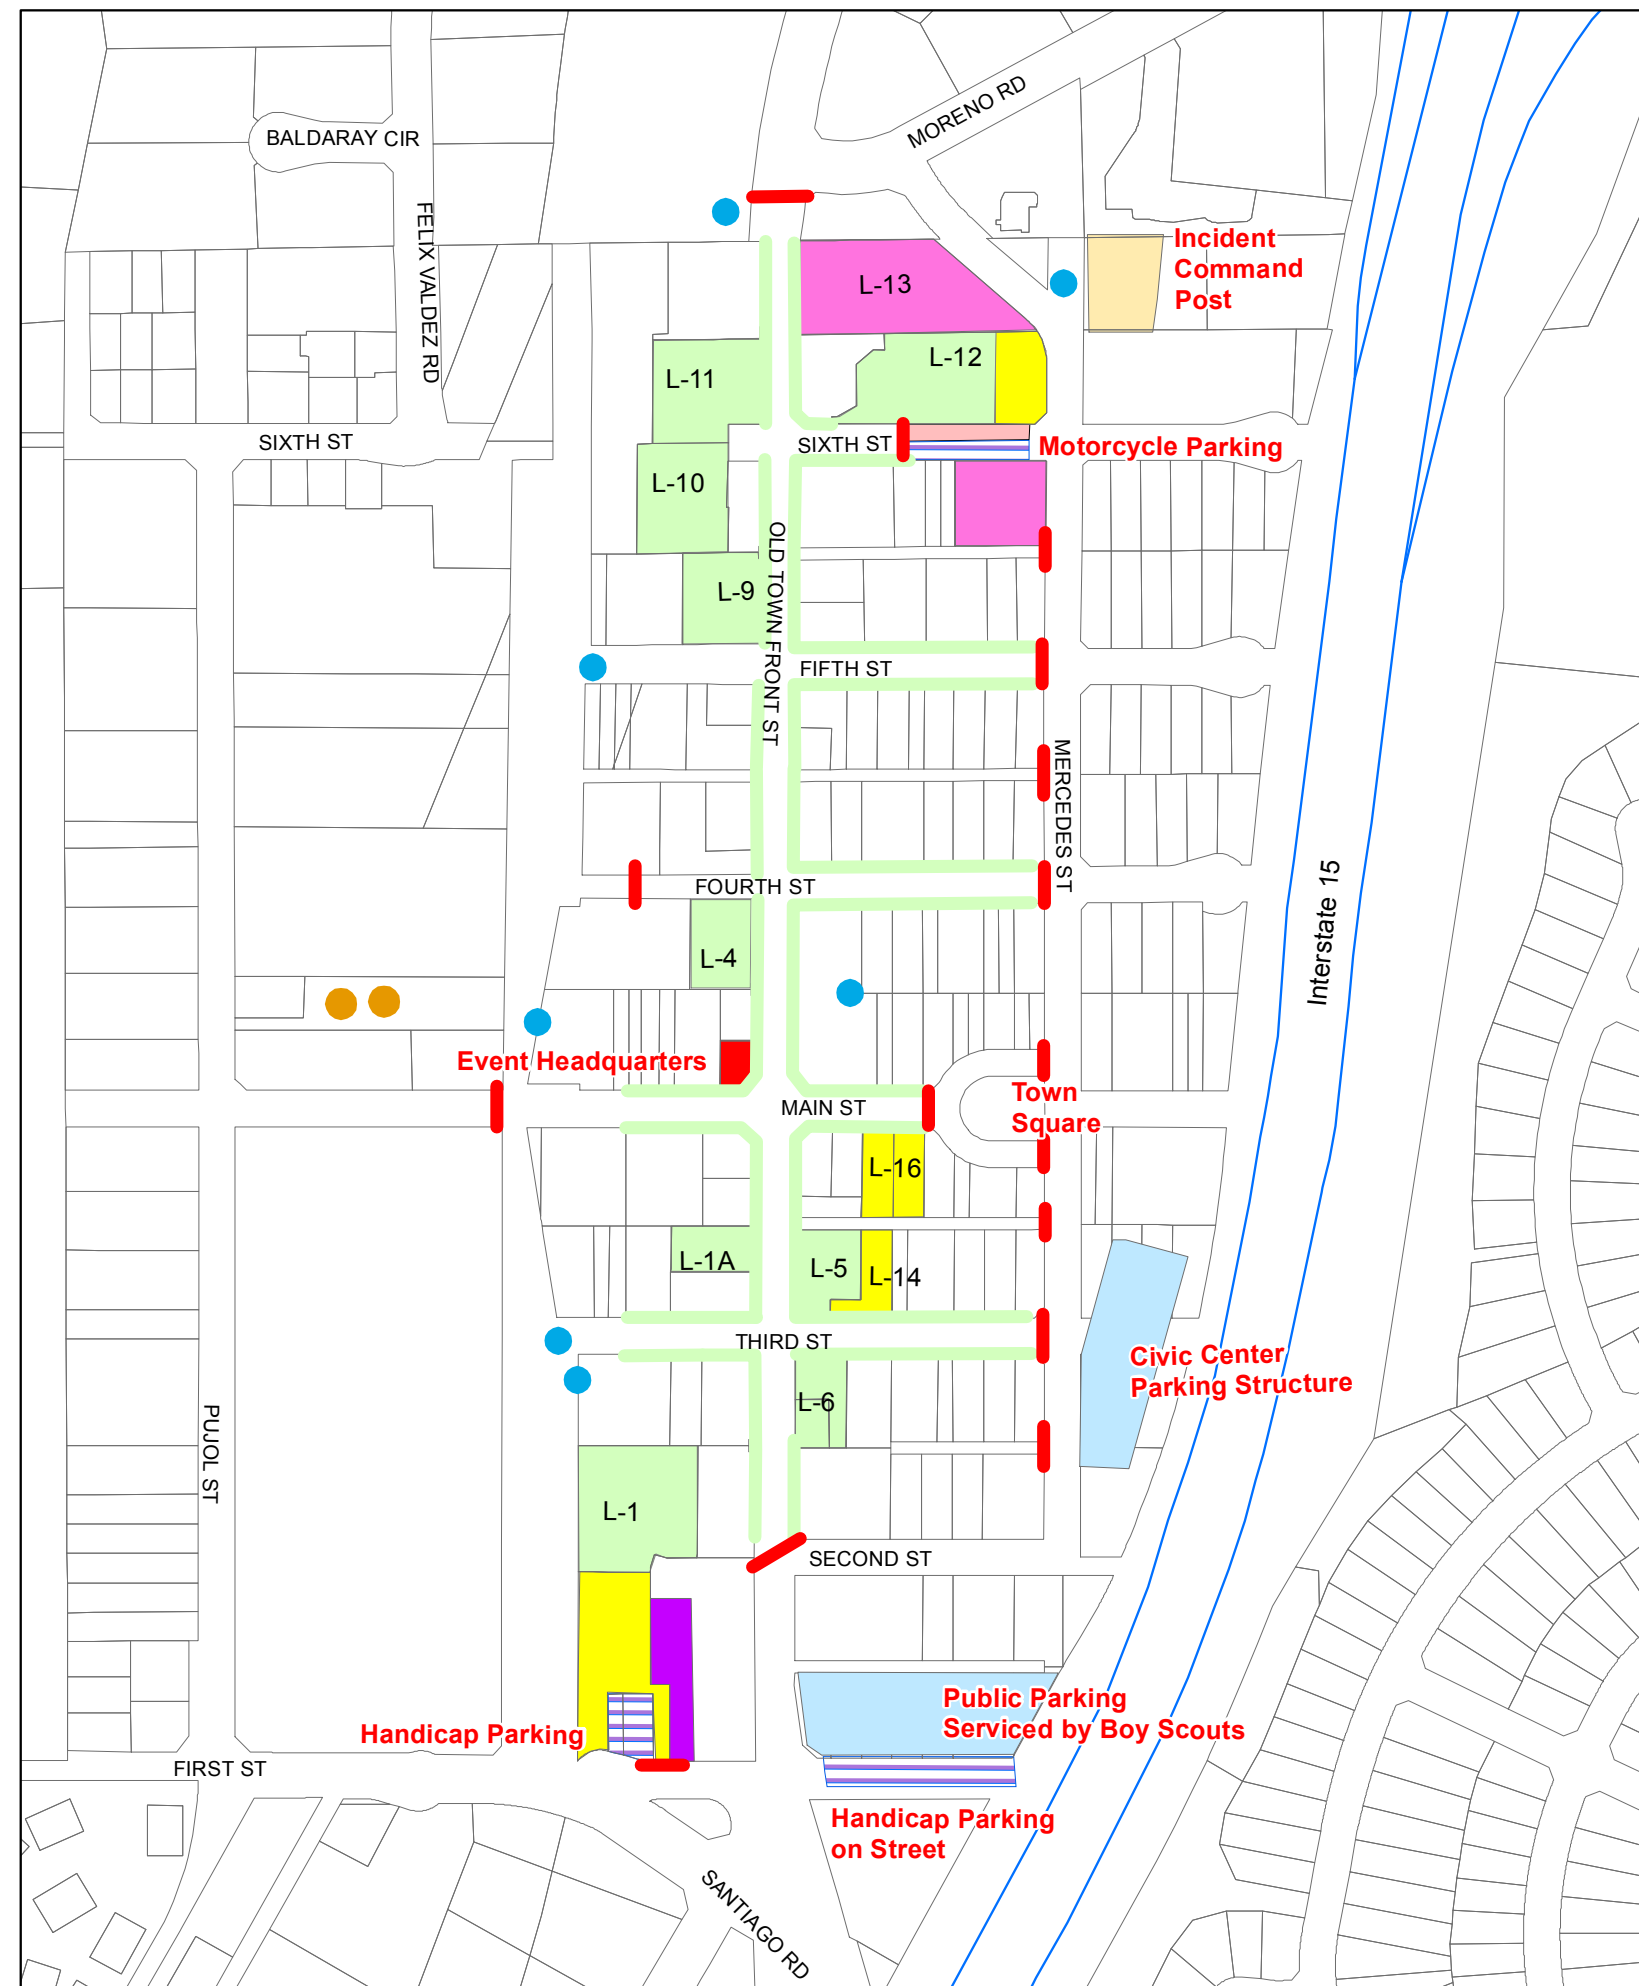 MORENO RD
BALDARAY CIR
FELIX VALDEZ RD
Incident
Command
Post
L-13
L-12
L-11
SIXTH ST
SIXTH ST
Motorcycle Parking
L-10
OLD TOWN FRONT ST
L-9
FIFTH ST
MERCEDES ST
FOURTH ST
Interstate 15
L-4
Event Headquarters
Town
Square
MAIN ST
L-16
L-1A
L-5
L-14
THIRD ST
Civic Center
Parking Structure
L-6
PUJOL ST
L-1
SECOND ST
Public Parking
Serviced by Boy Scouts
Handicap Parking
FIRST ST
Handicap Parking
on Street
SANTIAGO RD